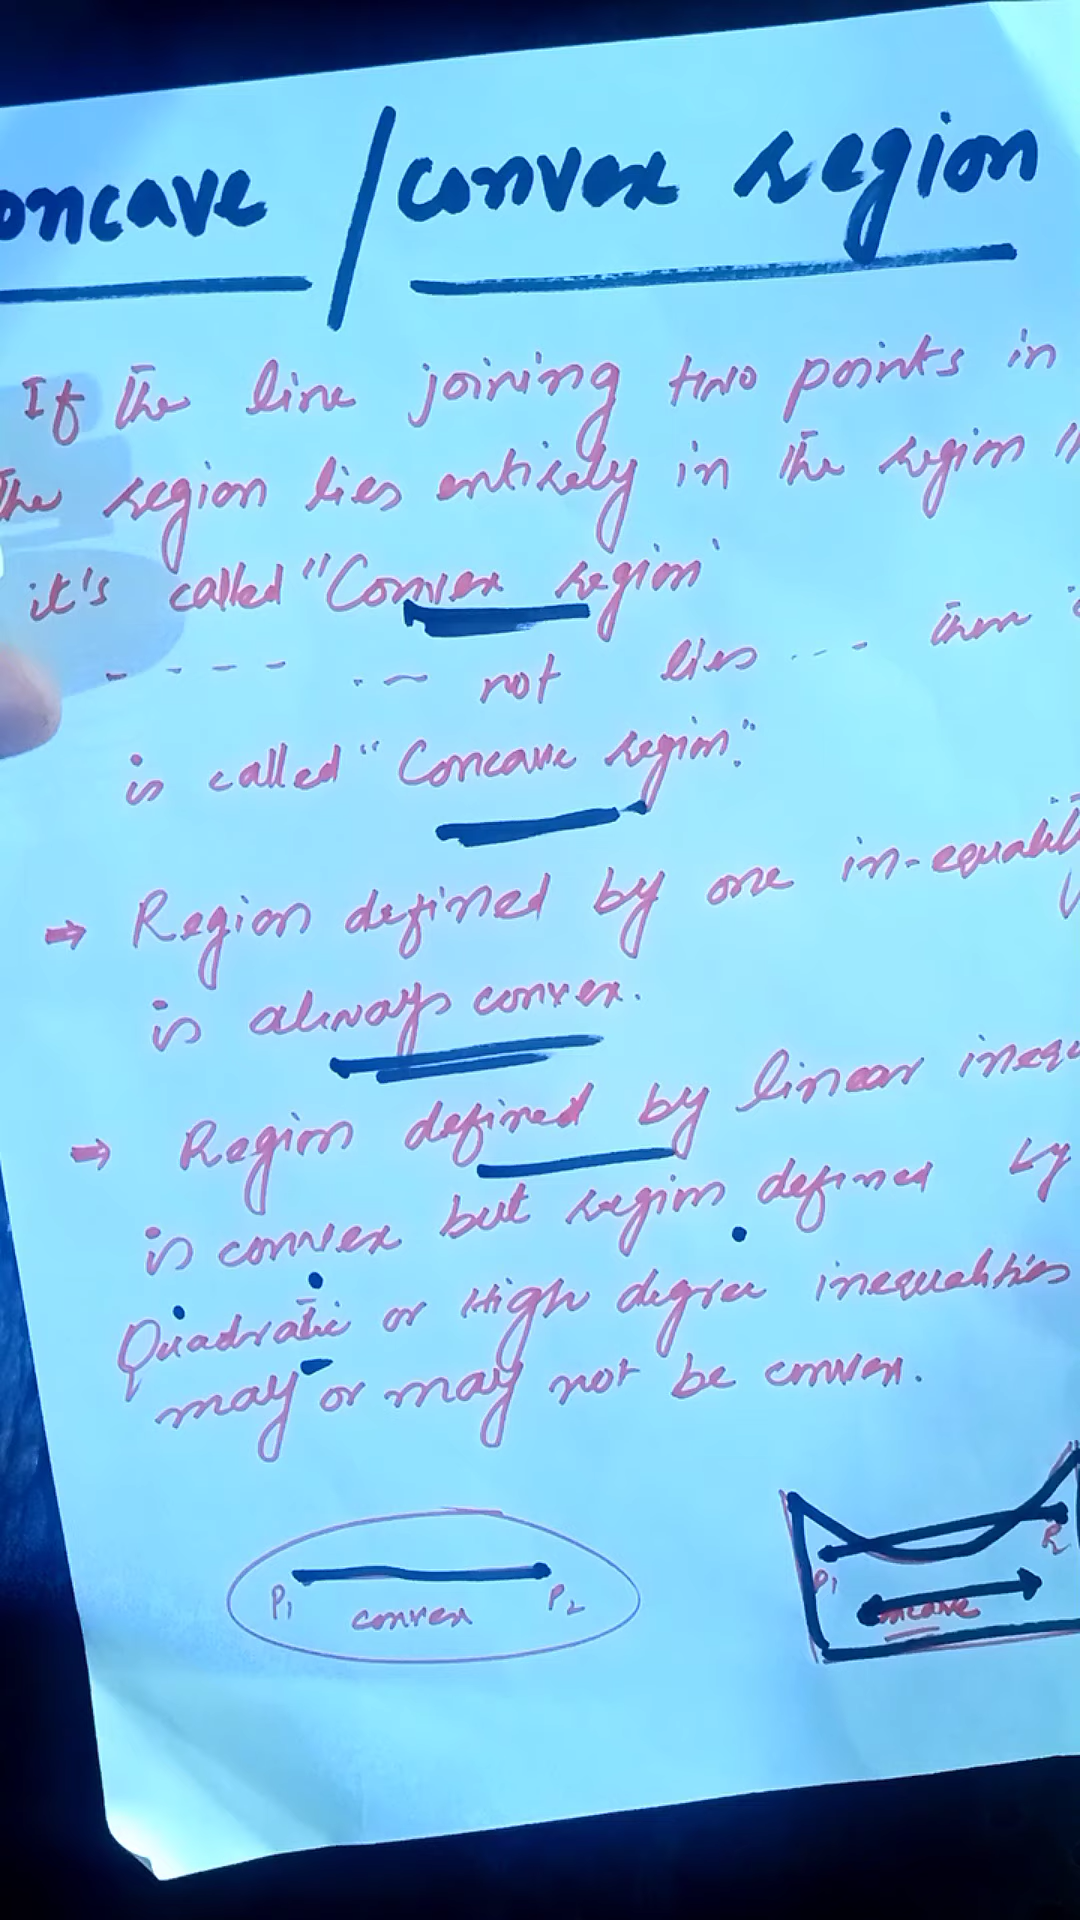 oncave / convex region
If the line joining two points in
the region lies entirely in the region
it's called "Convex region"
---- .-- not lies --- then
is called "Concave region".
⇒ Region defined by one in-equalit
is always convex.
⇒ Region defined by linear inequ
is convex but region defined by
Quadratic or High degree inequalities
may or may not be convex.
P1 convex P2
P1
ncave